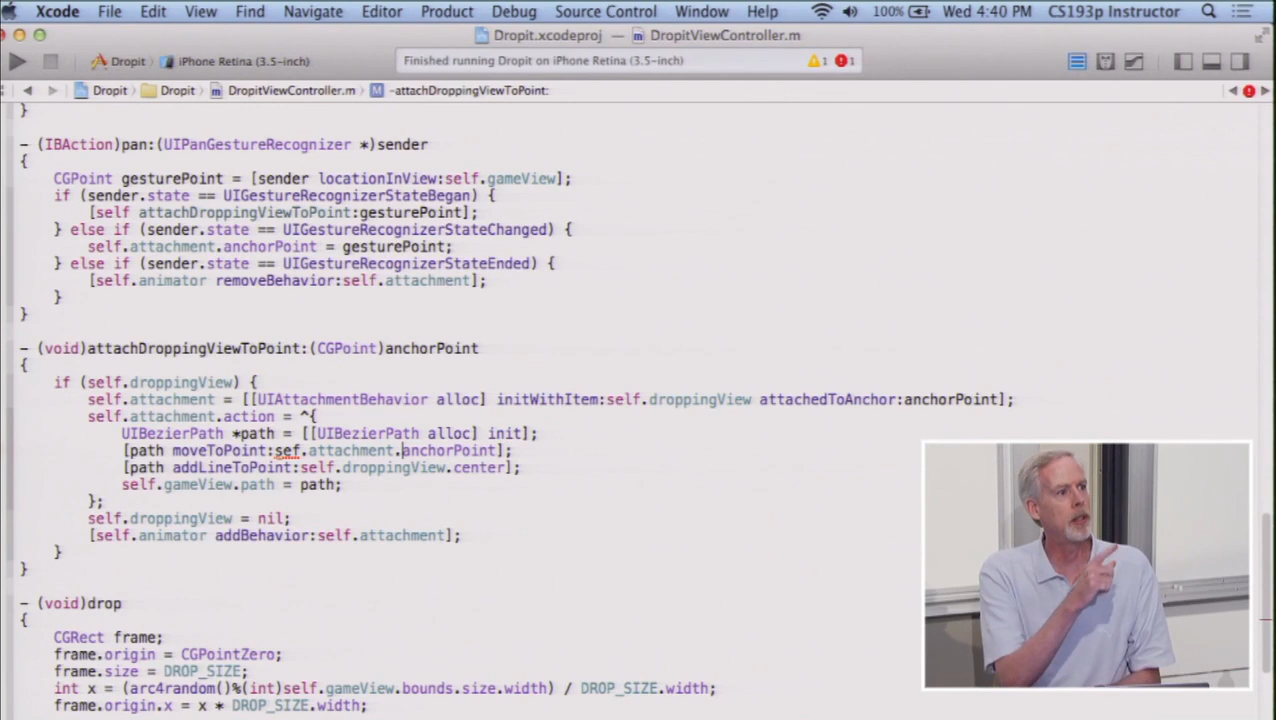 Xcode File Edit View Find Navigate Editor Product Debug Source Control Window Help 100% Wed 4:40 PM CS193p Instructor
Dropit.xcodeproj — DropitViewController.m
Dropit iPhone Retina (3.5-inch) Finished running Dropit on iPhone Retina (3.5-inch) 1 1
Dropit Dropit DropitViewController.m M -attachDroppingViewToPoint:
}
- (IBAction)pan:(UIPanGestureRecognizer *)sender
{
CGPoint gesturePoint = [sender locationInView:self.gameView];
if (sender.state == UIGestureRecognizerStateBegan) {
[self attachDroppingViewToPoint:gesturePoint];
} else if (sender.state == UIGestureRecognizerStateChanged) {
self.attachment.anchorPoint = gesturePoint;
} else if (sender.state == UIGestureRecognizerStateEnded) {
[self.animator removeBehavior:self.attachment];
}
}
- (void)attachDroppingViewToPoint:(CGPoint)anchorPoint
{
if (self.droppingView) {
self.attachment = [[UIAttachmentBehavior alloc] initWithItem:self.droppingView attachedToAnchor:anchorPoint];
self.attachment.action = ^{
UIBezierPath *path = [[UIBezierPath alloc] init];
[path moveToPoint:sef.attachment.anchorPoint];
[path addLineToPoint:self.droppingView.center];
self.gameView.path = path;
};
self.droppingView = nil;
[self.animator addBehavior:self.attachment];
}
}
- (void)drop
{
CGRect frame;
frame.origin = CGPointZero;
frame.size = DROP_SIZE;
int x = (arc4random()%(int)self.gameView.bounds.size.width) / DROP_SIZE.width;
frame.origin.x = x * DROP_SIZE.width;